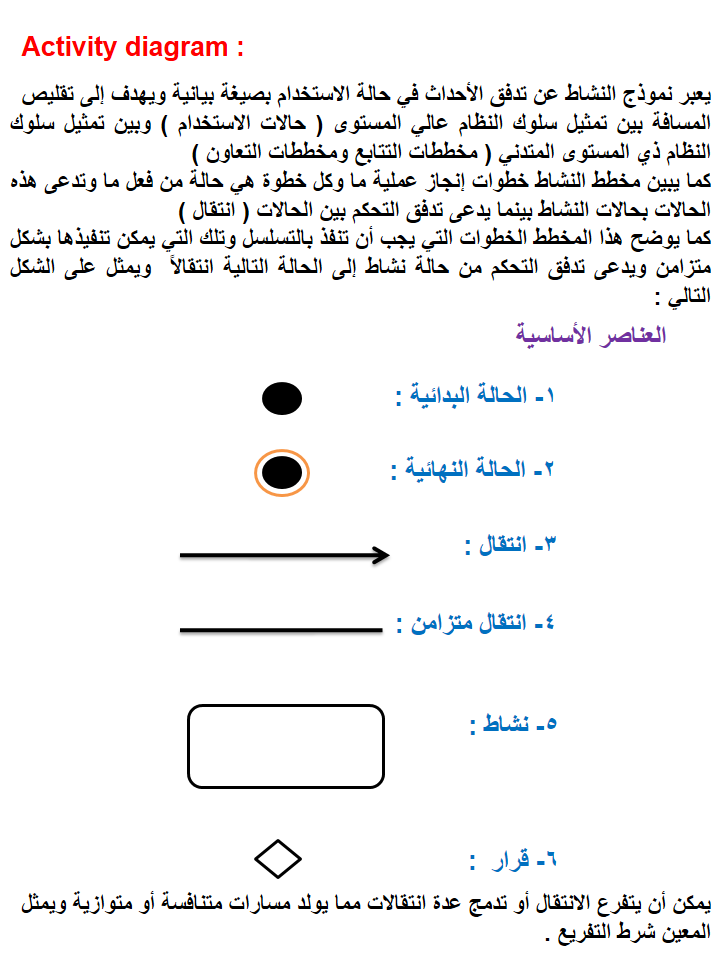 Activity diagram :
يعبر نموذج النشاط عن تدفق الأحداث في حالة الاستخدام بصيغة بيانية ويهدف إلى تقليص
المسافة بين تمثيل سلوك النظام عالي المستوى ( حالات الاستخدام ) وبين تمثيل سلوك
النظام ذي المستوى المتدني ( مخططات التتابع ومخططات التعاون )
كما يبين مخطط النشاط خطوات إنجاز عملية ما وكل خطوة هي حالة من فعل ما وتدعى هذه
الحالات بحالات النشاط بينما يدعى تدفق التحكم بين الحالات ( انتقال )
كما يوضح هذا المخطط الخطوات التي يجب أن تنفذ بالتسلسل وتلك التي يمكن تنفيذها بشكل
متزامن ويدعى تدفق التحكم من حالة نشاط إلى الحالة التالية انتقالاً ويمثل على الشكل
التالي :
العناصر الأساسية
١- الحالة البدائية :
٢- الحالة النهائية :
٣- انتقال :
٤- انتقال متزامن :
٥- نشاط :
٦- قرار :
يمكن أن يتفرع الانتقال أو تدمج عدة انتقالات مما يولد مسارات متنافسة أو متوازية ويمثل
المعين شرط التفريع .